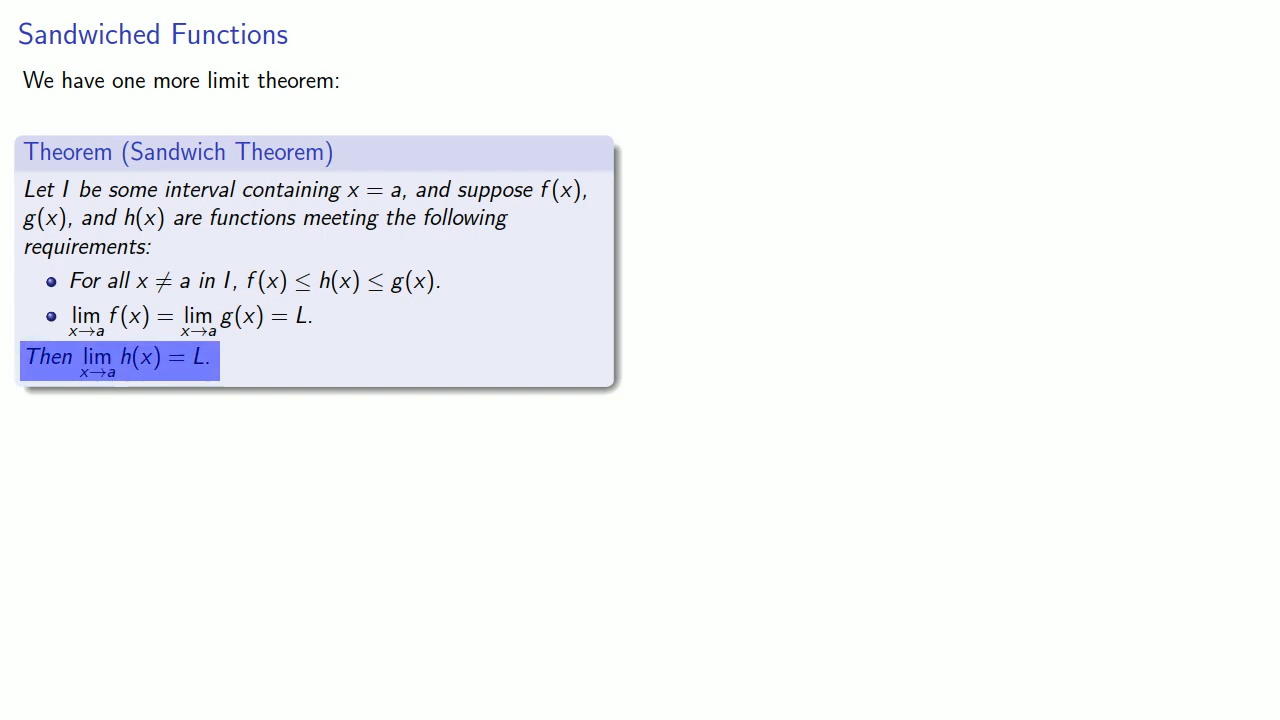 Sandwiched Functions
We have one more limit theorem:
Theorem (Sandwich Theorem)
Let I be some interval containing x = a, and suppose f(x),
g(x), and h(x) are functions meeting the following
requirements:
For all x ≠ a in I, f(x) ≤ h(x) ≤ g(x).
lim f(x) = lim g(x) = L.
x→a x→a
Then lim h(x) = L.
x→a